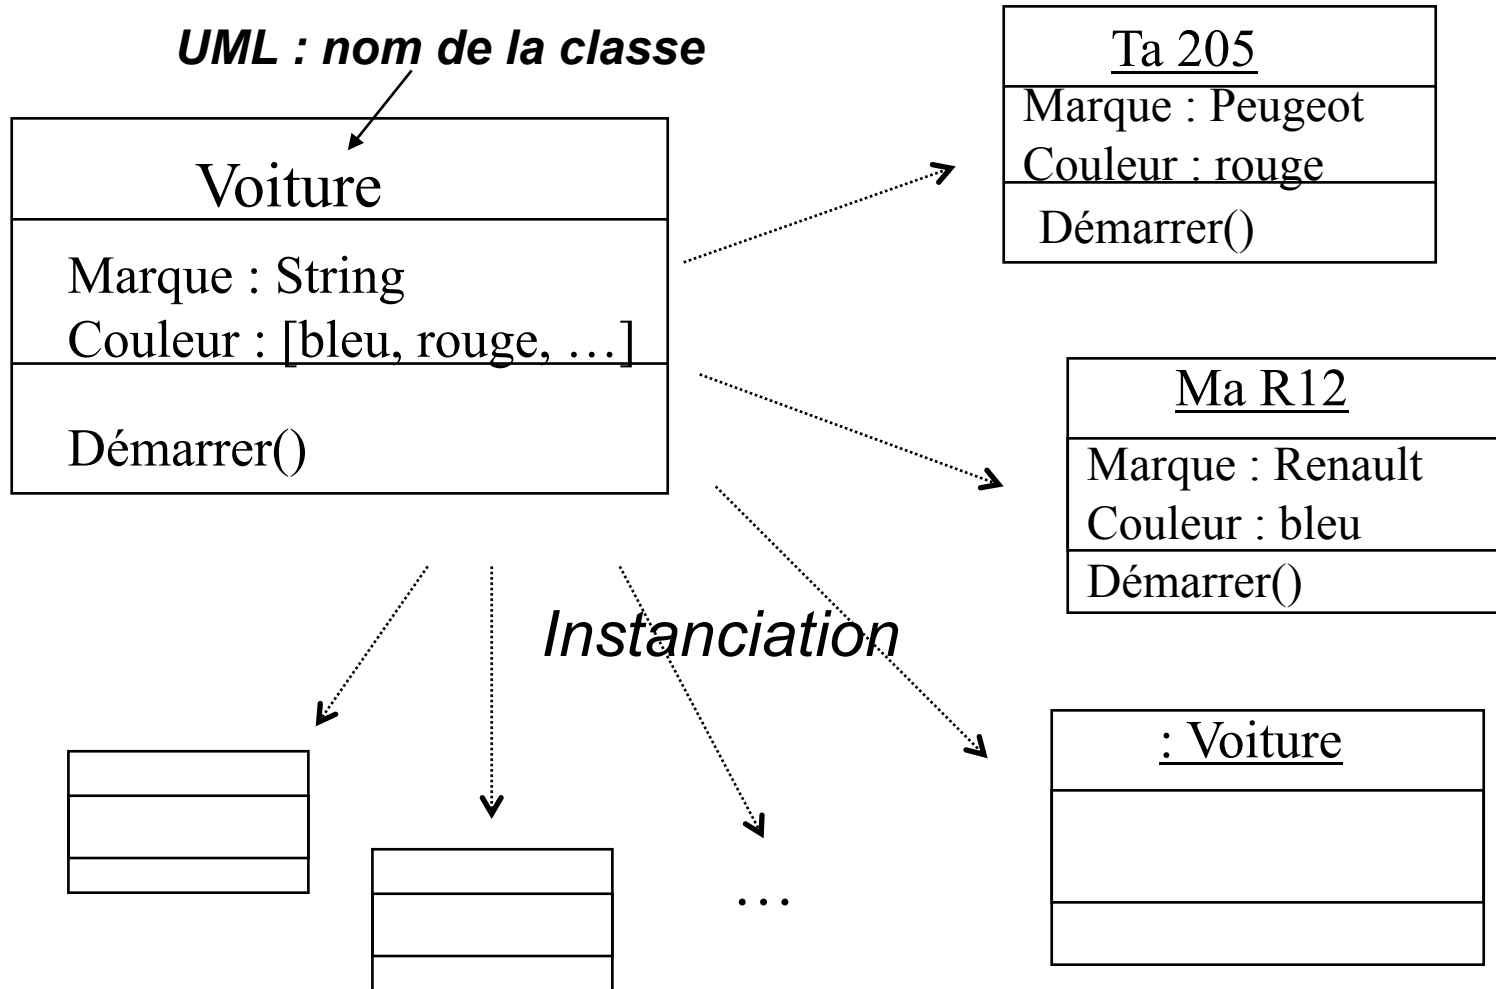 UML : nom de la classe
Voiture
Marque : String
Couleur : [bleu, rouge, …]
Démarrer()
Ta 205
Marque : Peugeot
Couleur : rouge
Démarrer()
Ma R12
Marque : Renault
Couleur : bleu
Démarrer()
Instanciation
: Voiture
…